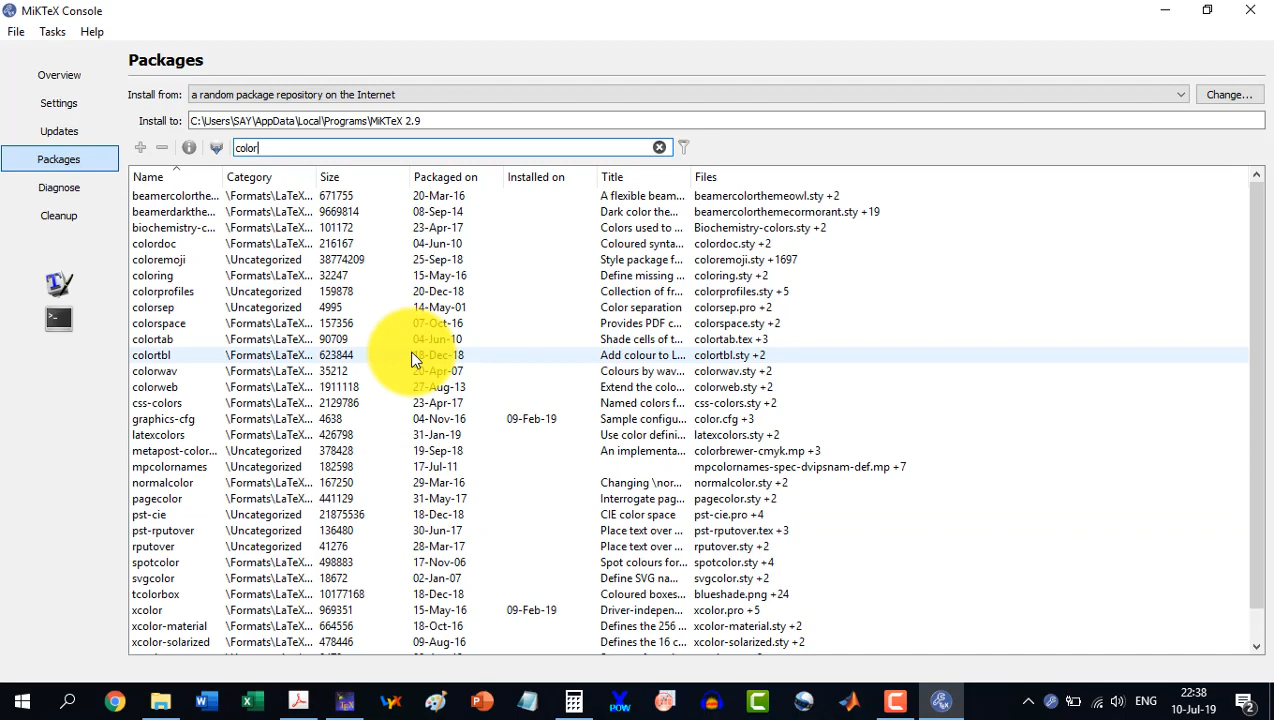 MiKTeX Console
File Tasks Help
Overview
Settings
Updates
Packages
Diagnose
Cleanup
Packages
Install from: a random package repository on the Internet Change...
Install to: C:\Users\SAY\AppData\Local\Programs\MiKTeX 2.9
color
Name Category Size Packaged on Installed on Title Files
beamercolorthe... \Formats\LaTeX... 671755 20-Mar-16 A flexible beam... beamercolorthemeowl.sty +2
beamerdarkthe... \Formats\LaTeX... 9669814 08-Sep-14 Dark color the... beamercolorthemecormorant.sty +19
biochemistry-c... \Formats\LaTeX... 101172 23-Apr-17 Colors used to ... Biochemistry-colors.sty +2
colordoc \Formats\LaTeX... 216167 04-Jun-10 Coloured synta... colordoc.sty +2
coloremoji \Uncategorized 38774209 25-Sep-18 Style package f... coloremoji.sty +1697
coloring \Formats\LaTeX... 32247 15-May-16 Define missing ... coloring.sty +2
colorprofiles \Uncategorized 159878 20-Dec-18 Collection of fr... colorprofiles.sty +5
colorsep \Uncategorized 4995 14-May-01 Color separation colorsep.pro +2
colorspace \Formats\LaTeX... 157356 07-Oct-16 Provides PDF c... colorspace.sty +2
colortab \Formats\LaTeX... 90709 04-Jun-10 Shade cells of t... colortab.tex +3
colortbl \Formats\LaTeX... 623844 18-Dec-18 Add colour to L... colortbl.sty +2
colorwav \Formats\LaTeX... 35212 20-Apr-07 Colours by wav... colorwav.sty +2
colorweb \Formats\LaTeX... 1911118 27-Aug-13 Extend the colo... colorweb.sty +2
css-colors \Formats\LaTeX... 2129786 23-Apr-17 Named colors f... css-colors.sty +2
graphics-cfg \Formats\LaTeX... 4638 04-Nov-16 09-Feb-19 Sample configu... color.cfg +3
latexcolors \Formats\LaTeX... 426798 31-Jan-19 Use color defini... latexcolors.sty +2
metapost-color... \Uncategorized 378428 19-Sep-18 An implementa... colorbrewer-cmyk.mp +3
mpcolornames \Uncategorized 182598 17-Jul-11 mpcolornames-spec-dvipsnam-def.mp +7
normalcolor \Formats\LaTeX... 167250 29-Mar-16 Changing \nor... normalcolor.sty +2
pagecolor \Formats\LaTeX... 441129 31-May-17 Interrogate pag... pagecolor.sty +2
pst-cie \Uncategorized 21875536 18-Dec-18 CIE color space pst-cie.pro +4
pst-rputover \Formats\LaTeX... 136480 30-Jun-17 Place text over ... pst-rputover.tex +3
rputover \Uncategorized 41276 28-Mar-17 Place text over ... rputover.sty +2
spotcolor \Formats\LaTeX... 498883 17-Nov-06 Spot colours for... spotcolor.sty +4
svgcolor \Formats\LaTeX... 18672 02-Jan-07 Define SVG na... svgcolor.sty +2
tcolorbox \Formats\LaTeX... 10177168 18-Dec-18 Coloured boxes... blueshade.png +24
xcolor \Formats\LaTeX... 969351 15-May-16 09-Feb-19 Driver-indepen... xcolor.pro +5
xcolor-material \Formats\LaTeX... 664556 18-Oct-16 Defines the 256 ... xcolor-material.sty +2
xcolor-solarized \Formats\LaTeX... 478446 09-Aug-16 Defines the 16 c... xcolor-solarized.sty +2
POW
ENG
22:38
10-Jul-19
2